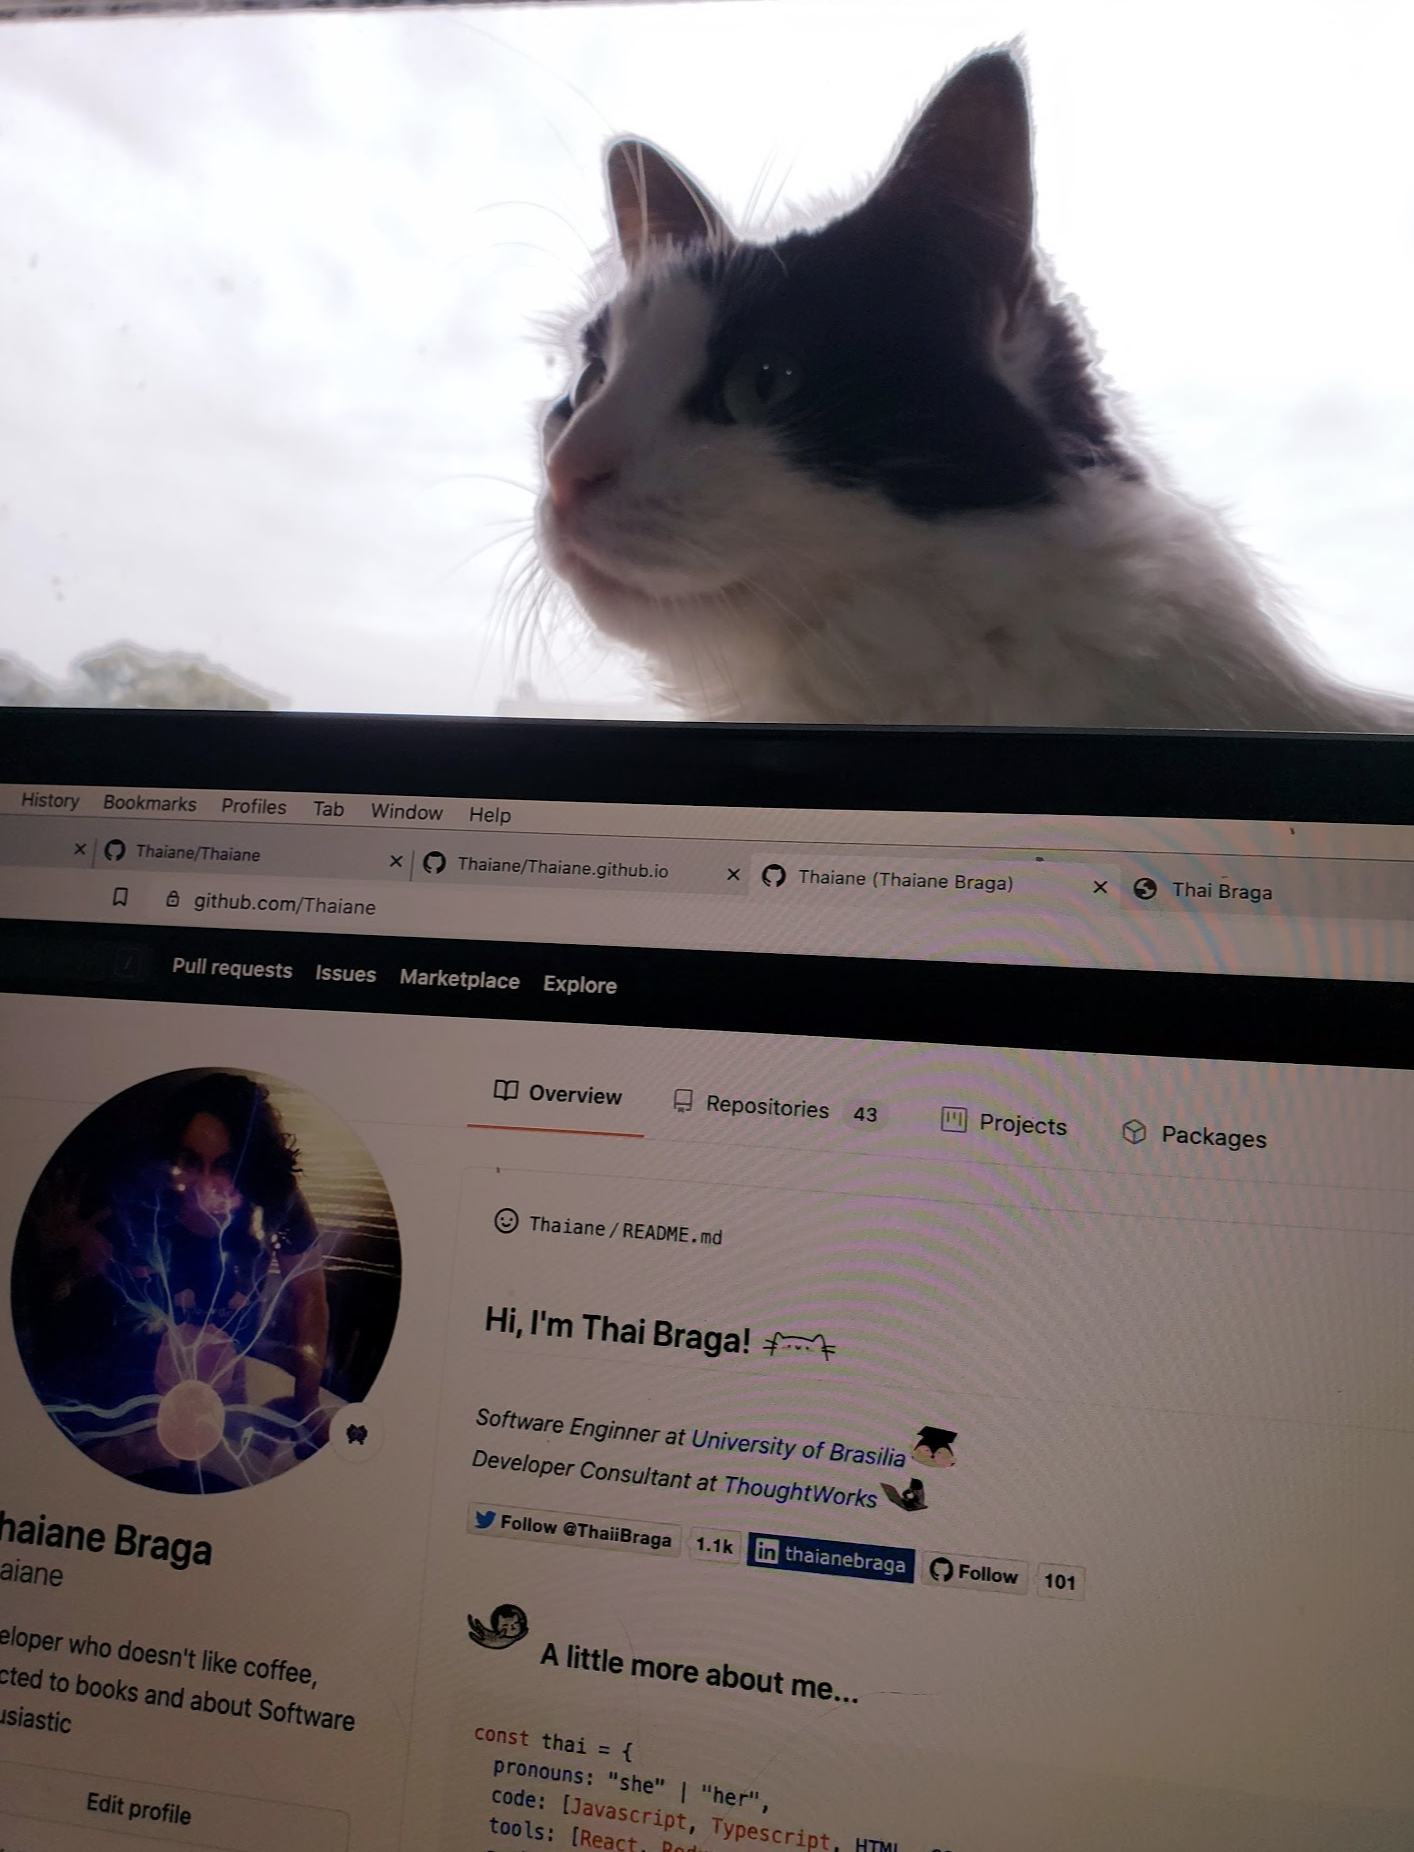 History Bookmarks Profiles Tab Window Help
Thaiane/Thaiane Thaiane/Thaiane.github.io Thaiane (Thaiane Braga) Thai Braga
github.com/Thaiane
/ Pull requests Issues Marketplace Explore
Overview Repositories 43 Projects Packages
Thaiane/README.md
Hi, I'm Thai Braga!
Software Enginner at University of Brasilia
Developer Consultant at ThoughtWorks
Follow @ThaiiBraga 1.1k in thaianebraga Follow 101
A little more about me...
const thai = {
pronouns: "she" | "her",
code: [Javascript, Typescript, HTML,
tools: [React,
haiane Braga
aiane
eloper who doesn't like coffee,
cted to books and about Software
usiastic
Edit profile